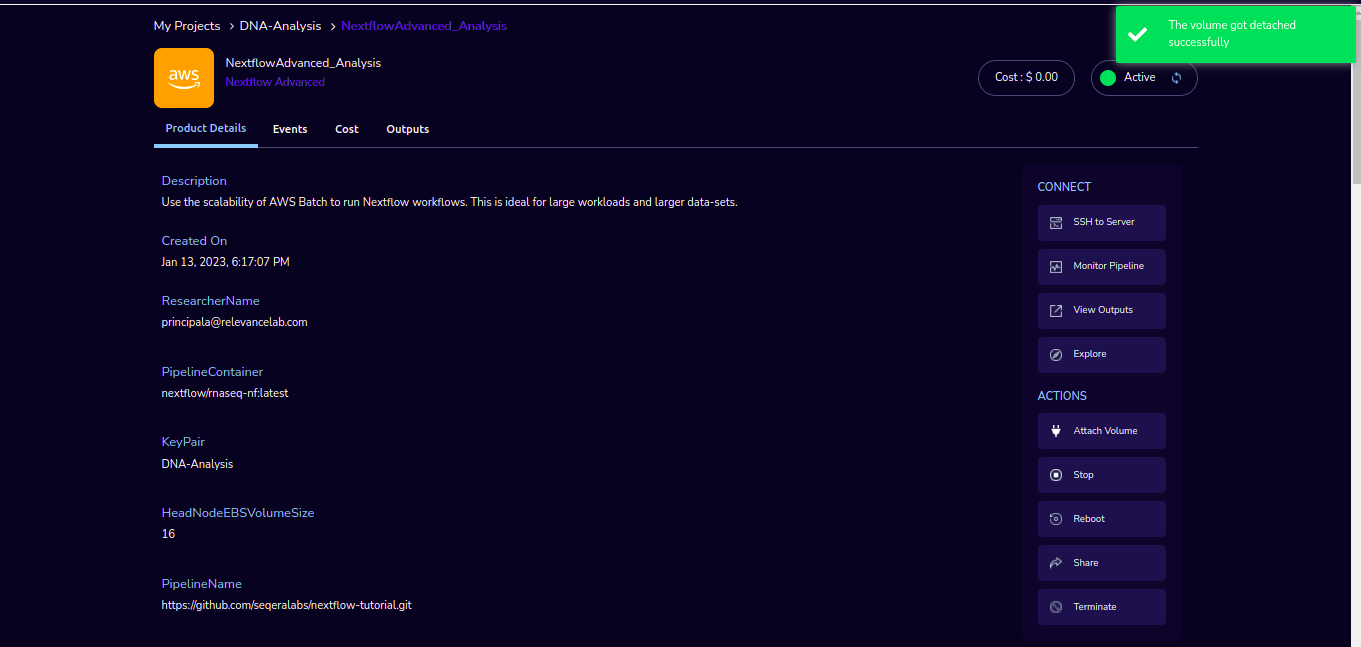 My Projects > DNA-Analysis > NextflowAdvanced_Analysis
The volume got detached
successfully
aws
NextflowAdvanced_Analysis
Nextflow Advanced
Cost : $ 0.00
Active
Product Details
Events
Cost
Outputs
Description
Use the scalability of AWS Batch to run Nextflow workflows. This is ideal for large workloads and larger data-sets.
Created On
Jan 13, 2023, 6:17:07 PM
ResearcherName
principala@relevancelab.com
PipelineContainer
nextflow/rnaseq-nf:latest
KeyPair
DNA-Analysis
HeadNodeEBSVolumeSize
16
PipelineName
https://github.com/seqeralabs/nextflow-tutorial.git
CONNECT
SSH to Server
Monitor Pipeline
View Outputs
Explore
ACTIONS
Attach Volume
Stop
Reboot
Share
Terminate